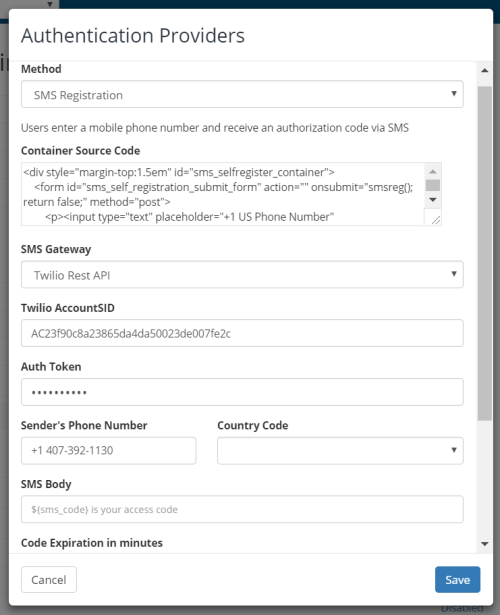 Authentication Providers
Method
SMS Registration
Users enter a mobile phone number and receive an authorization code via SMS
Container Source Code
<div style="margin-top:1.5em" id="sms_selfregister_container">
<form id="sms_self_registration_submit_form" action="" onsubmit="smsreg();
return false;" method="post">
<p><input type="text" placeholder="+1 US Phone Number"
SMS Gateway
Twilio Rest API
Twilio AccountSID
AC23f90c8a23865da4da50023de007fe2c
Auth Token
••••••••••
Sender's Phone Number Country Code
+1 407-392-1130
SMS Body
${sms_code} is your access code
Code Expiration in minutes
Cancel Save
Disabled